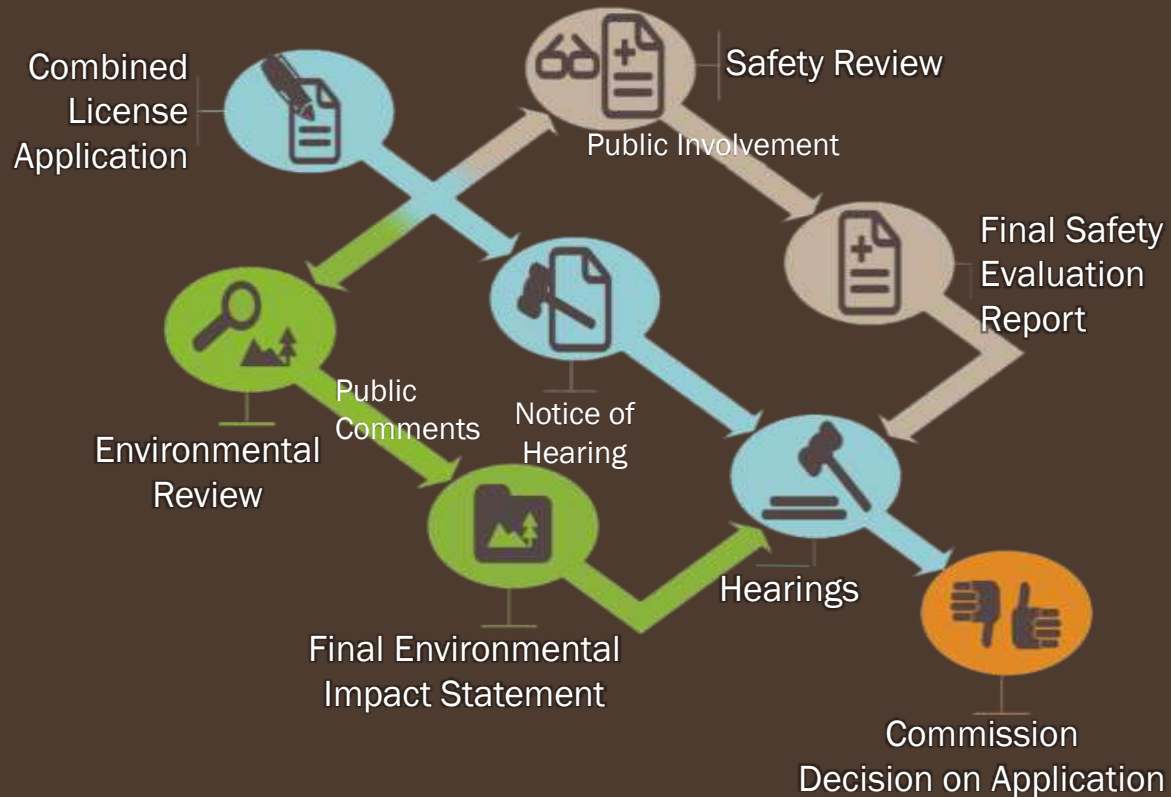 Combined
License
Application
Safety Review
Public Involvement
Final Safety
Evaluation
Report
Public
Comments
Notice of
Hearing
Environmental
Review
Hearings
Final Environmental
Impact Statement
Commission
Decision on Application